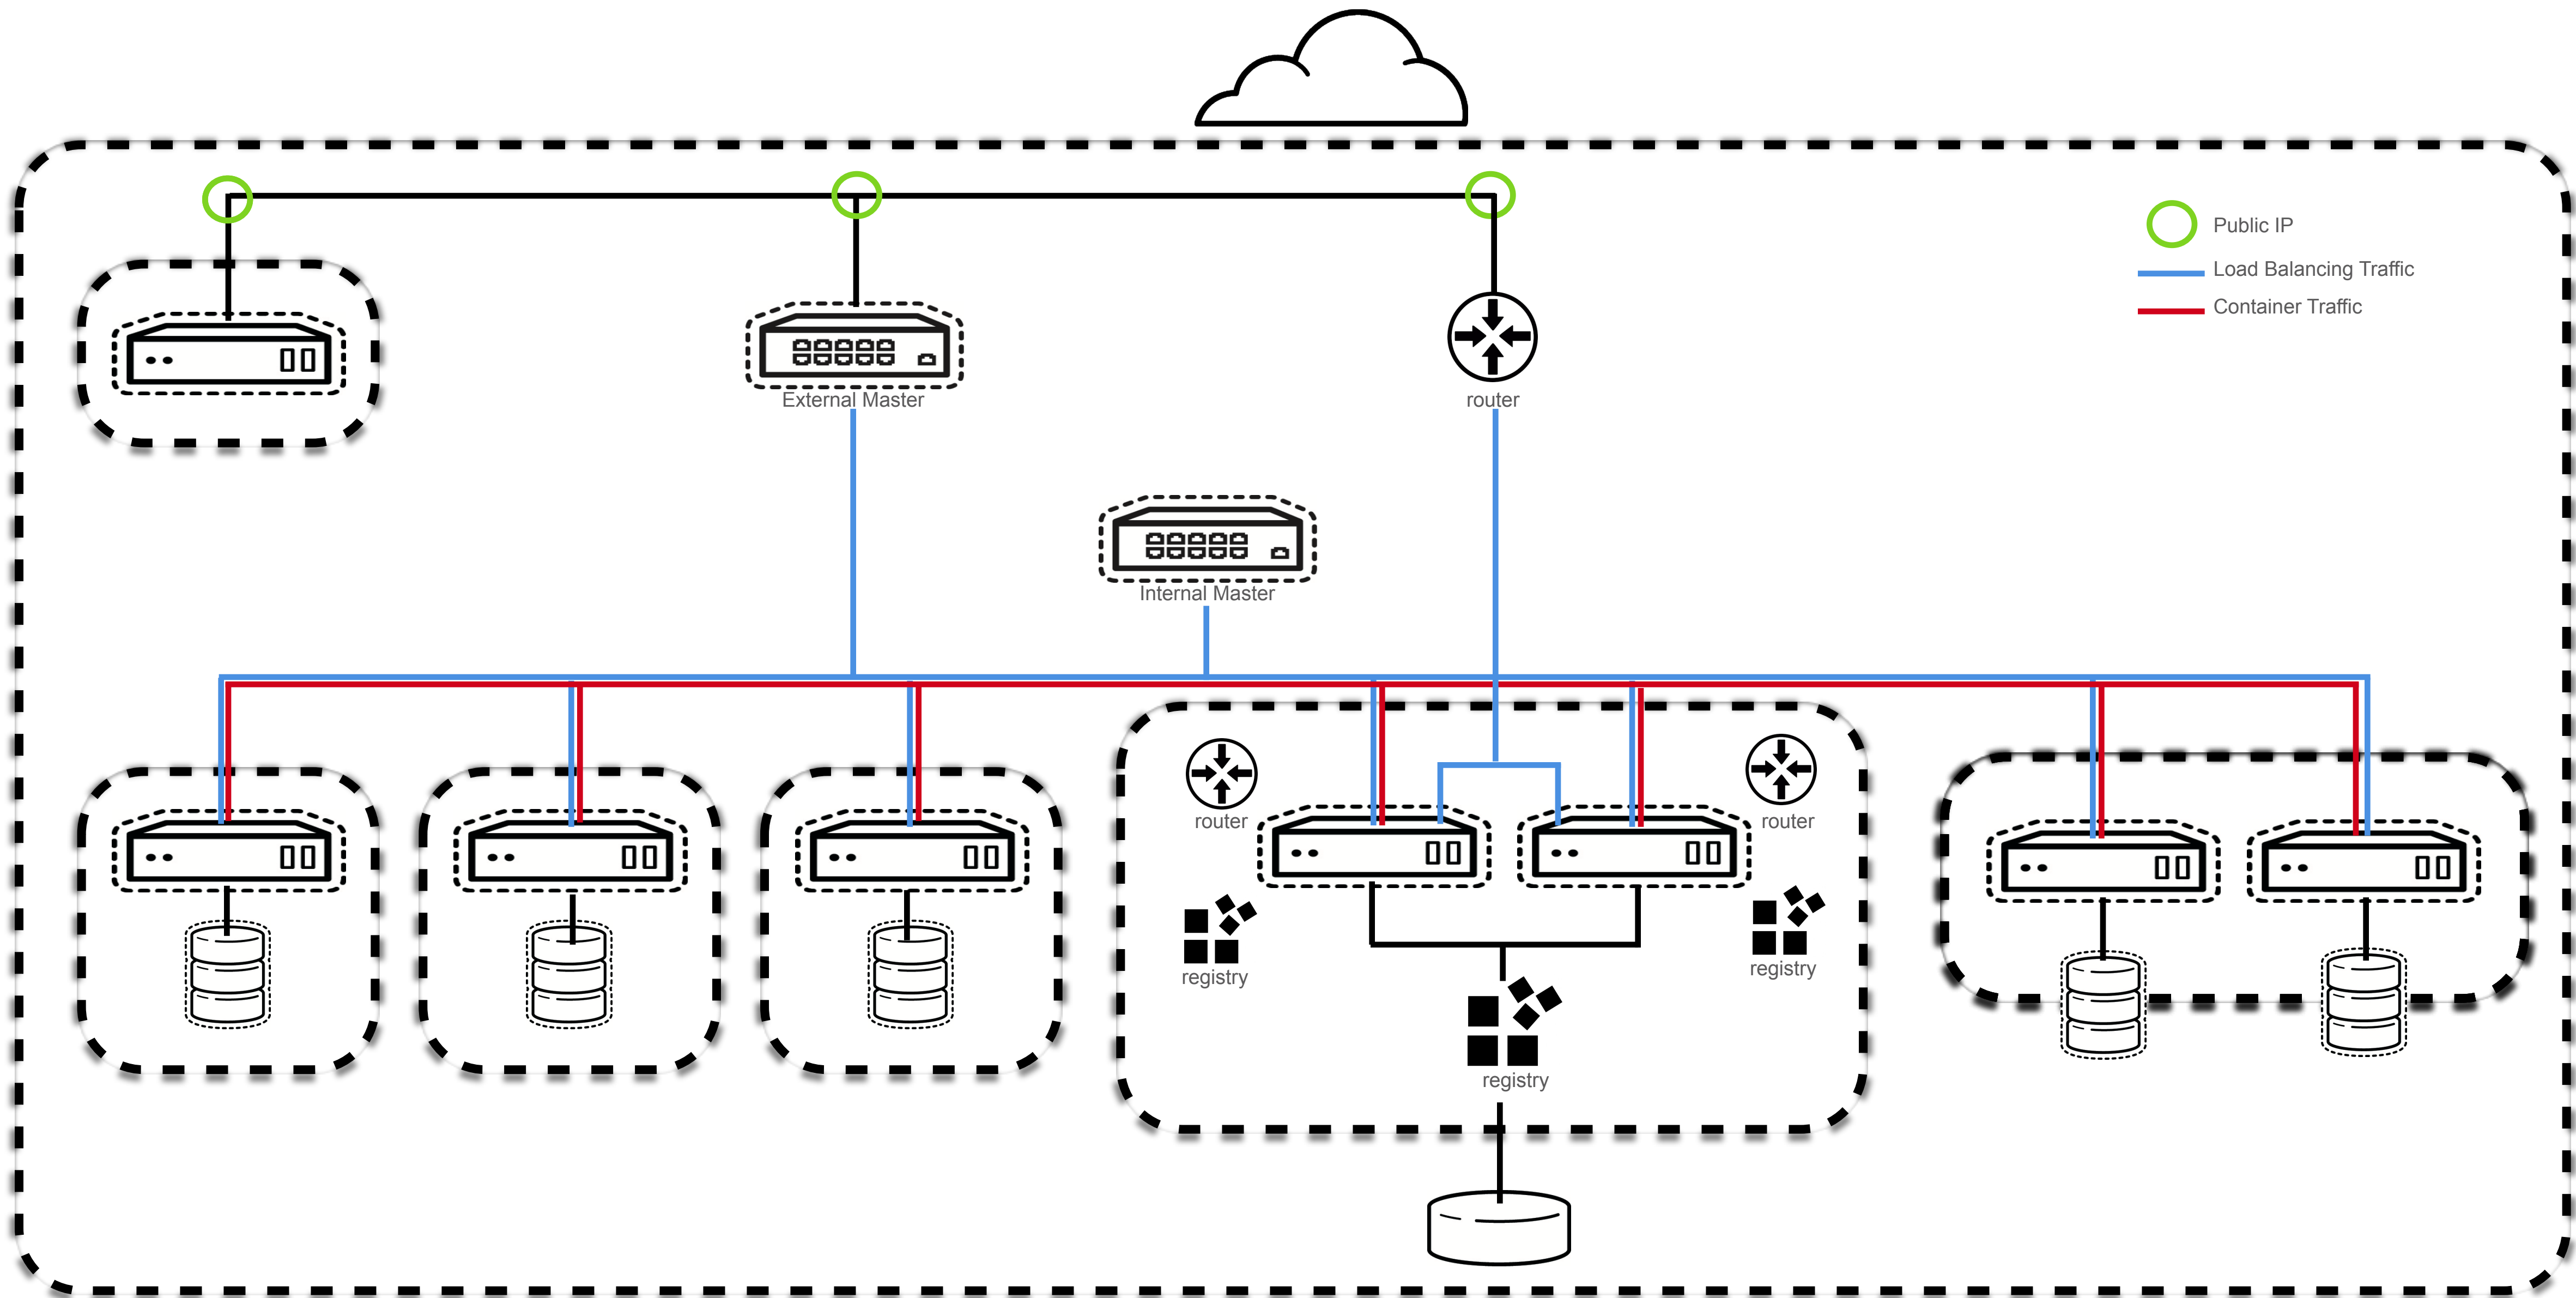 Public IP
Load Balancing Traffic
Container Traffic
External Master
router
Internal Master
router
router
registry
registry
registry